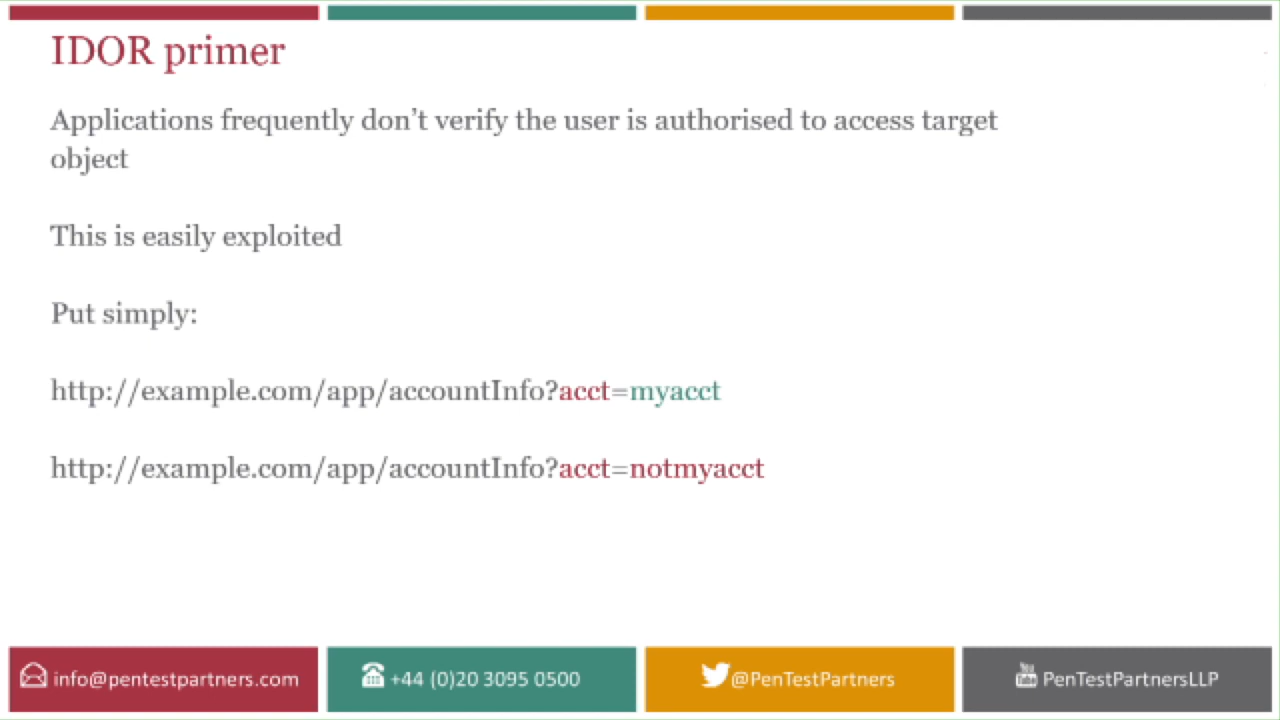 IDOR primer
Applications frequently don’t verify the user is authorised to access target
object
This is easily exploited
Put simply:
http://example.com/app/accountInfo?acct=myacct
http://example.com/app/accountInfo?acct=notmyacct
info@pentestpartners.com
+44 (0)20 3095 0500
@PenTestPartners
You Tube PenTestPartnersLLP